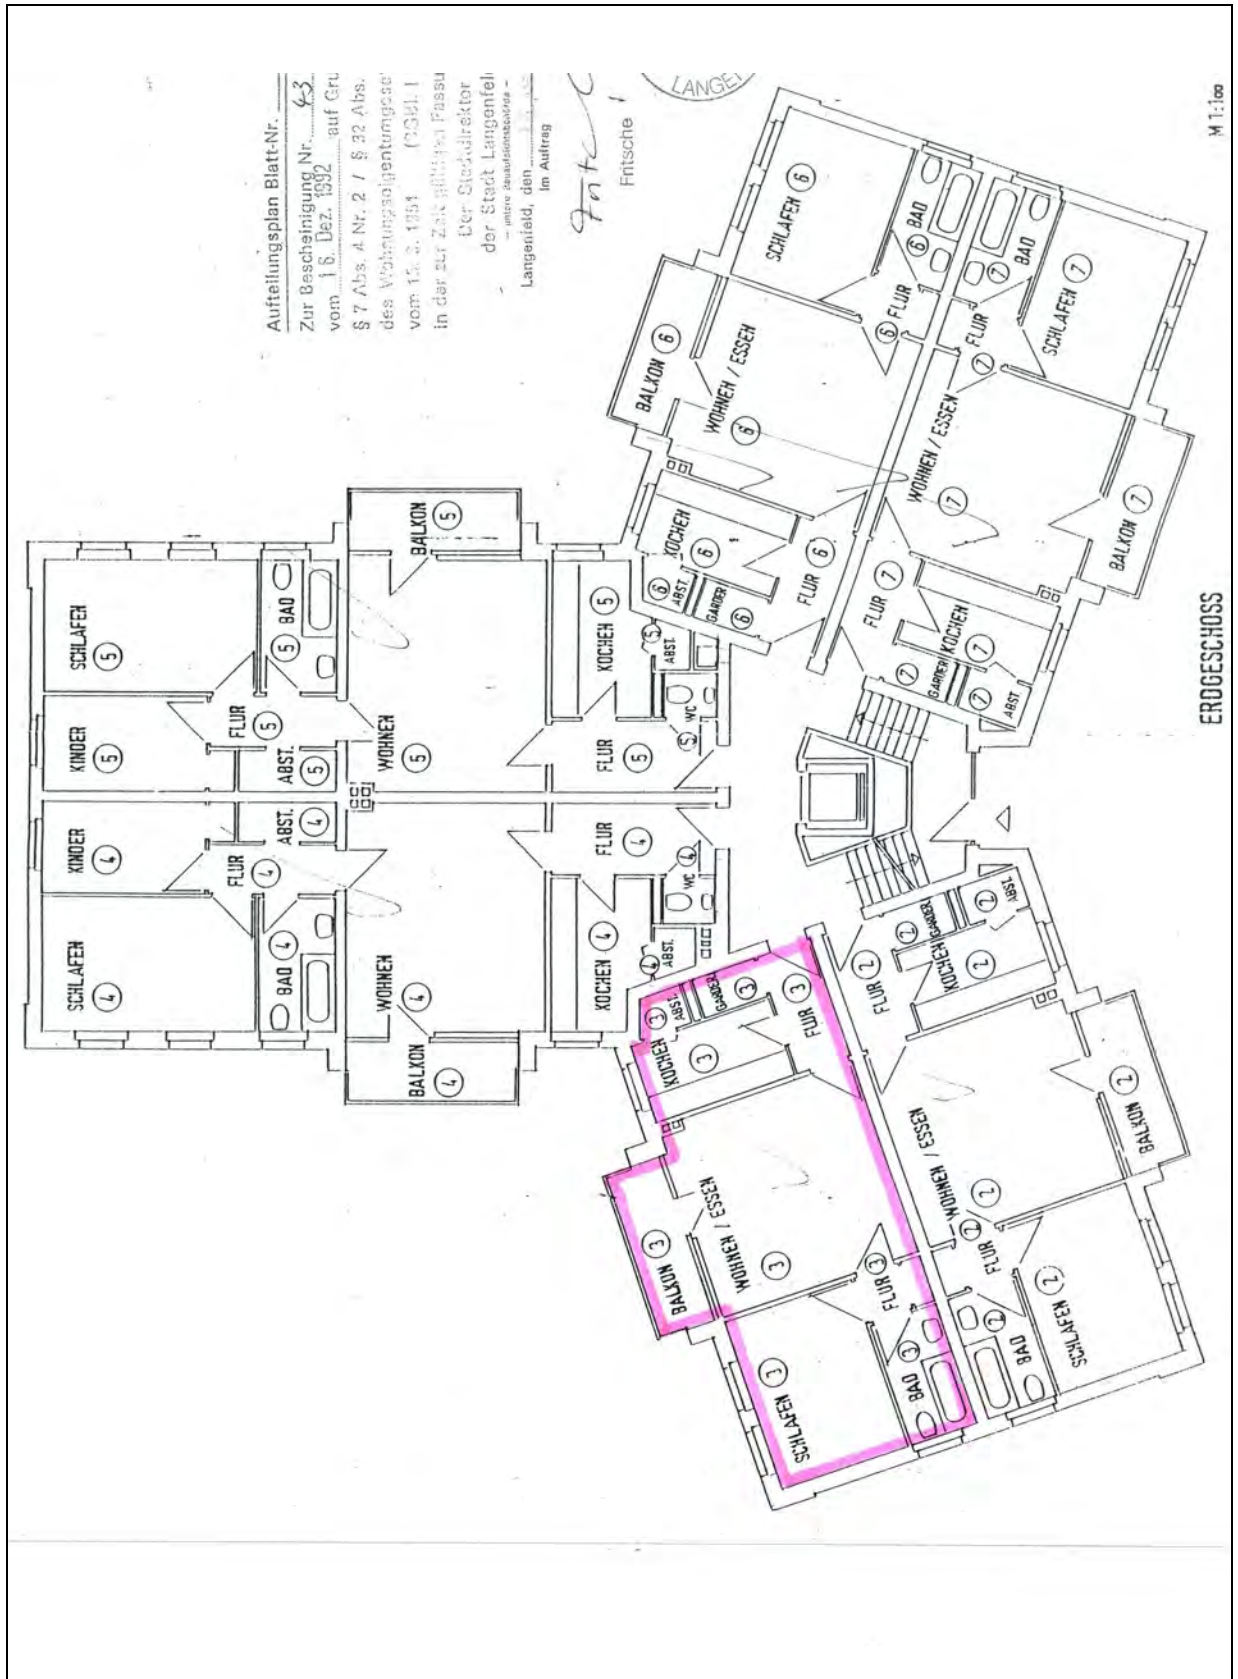 Aufteilungsplan Blatt-Nr.
Zur Bescheinigung Nr. 43
vom 16. Dez. 1992 auf Gru
§ 7 Abs. 4 Nr. 2 / § 32 Abs.
des Wohnungseigentumgese
vom 15. 3. 1951 (BGBl. I
in der zur Zeit gültigen Fassu
Der Stadtdirektor
der Stadt Langenfeld
– untere Bauaufsichtsbehörde –
Langenfeld, den
Im Auftrag
Fritsche
LANGE
M 1:100
ERDGESCHOSS
SCHLAFEN 5
KINDER 5
FLUR 5
BAD 5
ABST. 5
WOHNEN 5
BALKON 5
KOCHEN 5
ABST. 5
FLUR 5
WC 5
KINDER 4
SCHLAFEN 4
FLUR 4
ABST. 4
BAD 4
WOHNEN 4
BALKON 4
FLUR 4
WC 4
KOCHEN 4
ABST. 4
SCHLAFEN 6
BAD 6
FLUR 6
BALKON 6
WOHNEN / ESSEN 6
KOCHEN 6
ABST. 6
GARDER 6
FLUR 6
BAD 7
SCHLAFEN 7
FLUR 7
WOHNEN / ESSEN 7
BALKON 7
FLUR 7
KOCHEN 7
GARDER 7
ABST. 7
ABST. 3
GARDER 3
KOCHEN 3
FUR 3
WOHNEN / ESSEN 3
BALKON 3
FLUR 3
BAD 3
SCHLAFEN 3
ABST. 2
GARDER 2
KOCHEN 2
FLUR 2
WOHNEN / ESSEN 2
BALKON 2
FLUR 2
BAD 2
SCHLAFEN 2